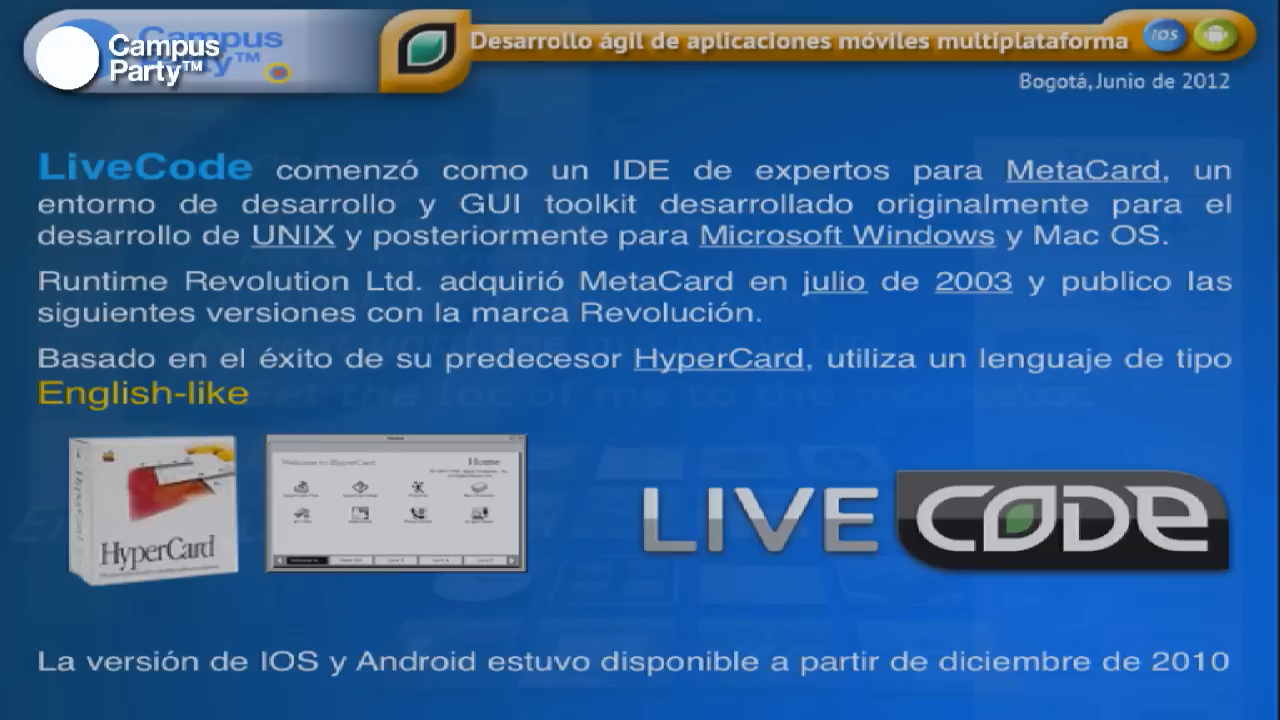 Campus
Party™
Campus
Party™
Desarrollo ágil de aplicaciones móviles multiplataforma
iOS
Bogotá,Junio de 2012
LiveCode comenzó como un IDE de expertos para MetaCard, un
entorno de desarrollo y GUI toolkit desarrollado originalmente para el
desarrollo de UNIX y posteriormente para Microsoft Windows y Mac OS.
Runtime Revolution Ltd. adquirió MetaCard en julio de 2003 y publico las
siguientes versiones con la marca Revolución.
Basado en el éxito de su predecesor HyperCard, utiliza un lenguaje de tipo
English-like
HyperCard
HyperCard
Welcome to HyperCard
Home
LIVE CODE
La versión de IOS y Android estuvo disponible a partir de diciembre de 2010